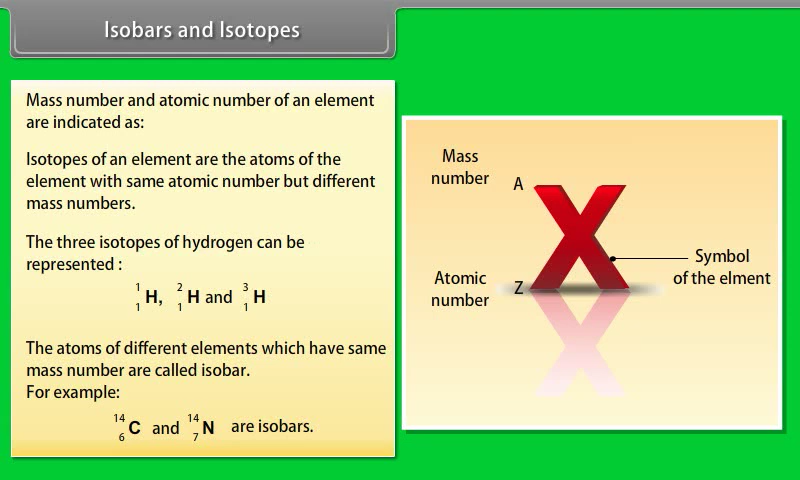 Isobars and Isotopes
Mass number and atomic number of an element
are indicated as:
Isotopes of an element are the atoms of the
element with same atomic number but different
mass numbers.
The three isotopes of hydrogen can be
represented :
¹₁H, ²₁H and ³₁H
The atoms of different elements which have same
mass number are called isobar.
For example:
¹⁴₆C and ¹⁴₇N are isobars.
Mass
number
A
X
Symbol
of the elment
Atomic
number
Z